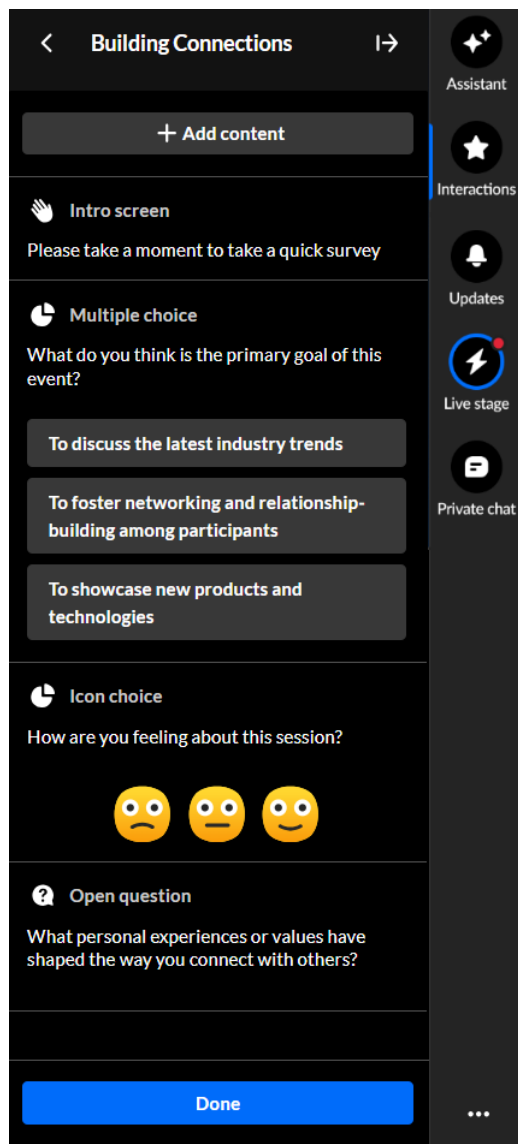 Building Connections
+ Add content
Intro screen
Please take a moment to take a quick survey
Multiple choice
What do you think is the primary goal of this
event?
To discuss the latest industry trends
To foster networking and relationship-
building among participants
To showcase new products and
technologies
Icon choice
How are you feeling about this session?
Open question
What personal experiences or values have
shaped the way you connect with others?
Done
Assistant
Interactions
Updates
Live stage
Private chat